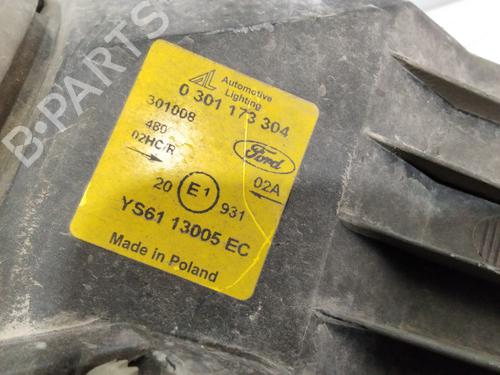 Automotive
Lighting
0 301 173 304
301008
480
02HC/R
Ford
02A
20 E1 931
YS61 13005 EC
Made in Poland
B-PARTS